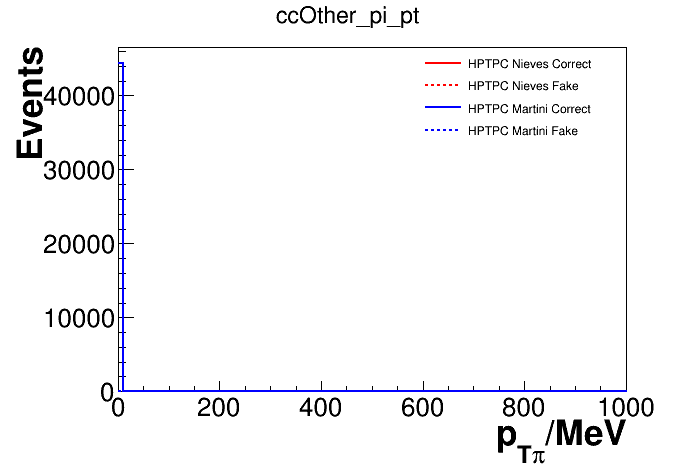 ccOther_pi_pt
Events
HPTPC Nieves Correct
HPTPC Nieves Fake
HPTPC Martini Correct
HPTPC Martini Fake
40000
30000
20000
10000
0
0 200 400 600 800 1000
pTπ/MeV